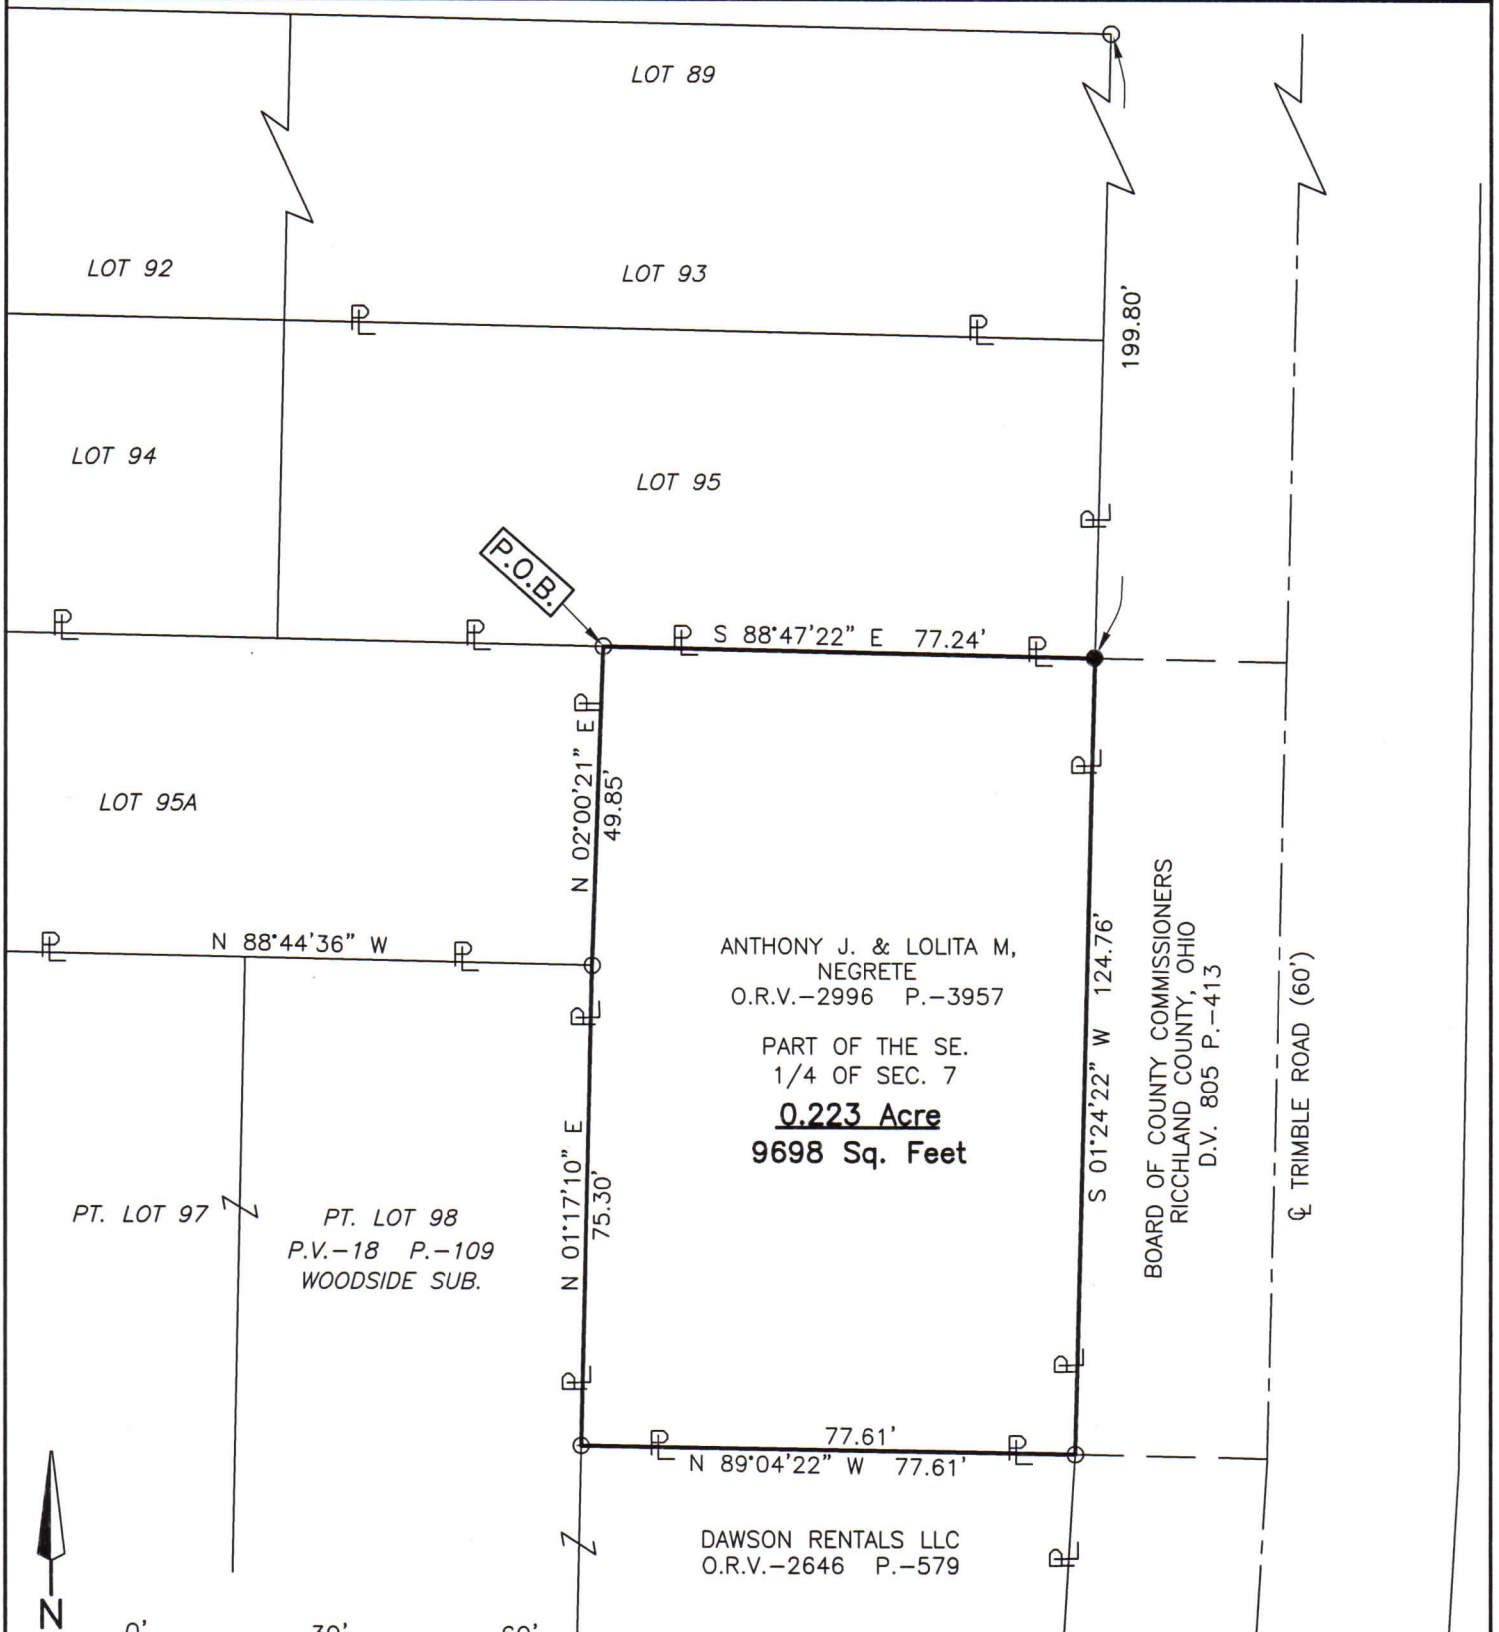 LOT 89
LOT 92
LOT 93
199.80'
LOT 94
LOT 95
P.O.B.
S 88°47'22" E 77.24'
N 02°00'21" E
49.85'
LOT 95A
N 88°44'36" W
ANTHONY J. & LOLITA M,
NEGRETE
O.R.V.-2996 P.-3957
PART OF THE SE.
1/4 OF SEC. 7
0.223 Acre
9698 Sq. Feet
S 01°24'22" W 124.76'
BOARD OF COUNTY COMMISSIONERS
RICCHLAND COUNTY, OHIO
D.V. 805 P.-413
℄ TRIMBLE ROAD (60')
N 01°17'10" E
75.30'
PT. LOT 97
PT. LOT 98
P.V.-18 P.-109
WOODSIDE SUB.
77.61'
N 89°04'22" W 77.61'
DAWSON RENTALS LLC
O.R.V.-2646 P.-579
N